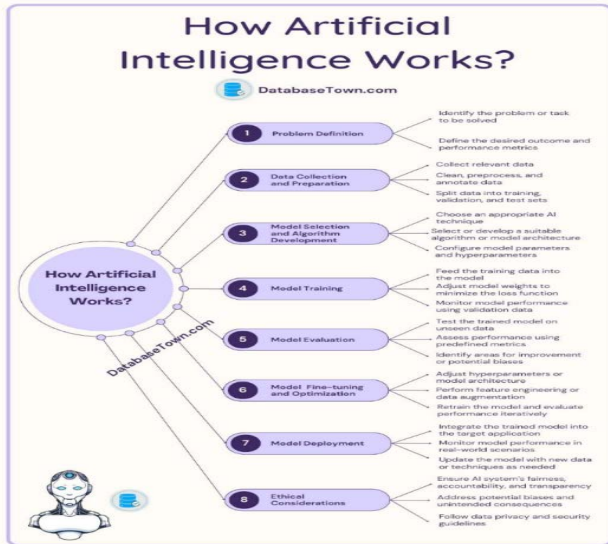 How Artificial
Intelligence Works?
DatabaseTown.com
1
Problem Definition
Identify the problem or task
to be solved
Define the desired outcome and
performance metrics
2
Data Collection
and Preparation
Collect relevant data
Clean, preprocess, and
annotate data
Split data into training,
validation, and test sets
3
Model Selection
and Algorithm
Development
Choose an appropriate AI
technique
Select or develop a suitable
algorithm or model architecture
Configure model parameters
and hyperparameters
How Artificial
Intelligence
Works?
DatabaseTown.com
4
Model Training
Feed the training data into
the model
Adjust model weights to
minimize the loss function
Monitor model performance
using validation data
5
Model Evaluation
Test the trained model on
unseen data
Assess performance using
predefined metrics
Identify areas for improvement
or potential biases
6
Model Fine-tuning
and Optimization
Adjust hyperparameters or
model architecture
Perform feature engineering or
data augmentation
Retrain the model and evaluate
performance iteratively
7
Model Deployment
Integrate the trained model into
the target application
Monitor model performance in
real-world scenarios
Update the model with new data
or techniques as needed
8
Ethical
Considerations
Ensure AI system's fairness,
accountability, and transparency
Address potential biases and
unintended consequences
Follow data privacy and security
guidelines